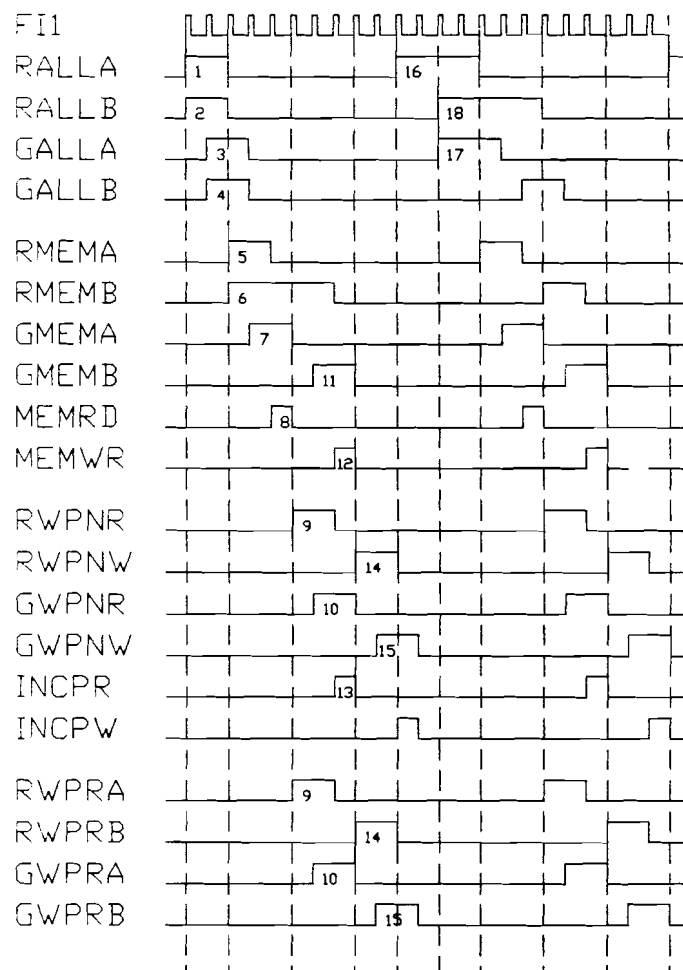 FI1
RALLA 1 16
RALLB 2 18
GALLA 3 17
GALLB 4
RMEMA 5
RMEMB 6
GMEMA 7
GMEMB 11
MEMRD 8
MEMWR 12
RWPNR 9
RWPNW 14
GWPNR 10
GWPNW 15
INCPR 13
INCPW
RWPRA 9
RWPRB 14
GWPRA 10
GWPRB 15